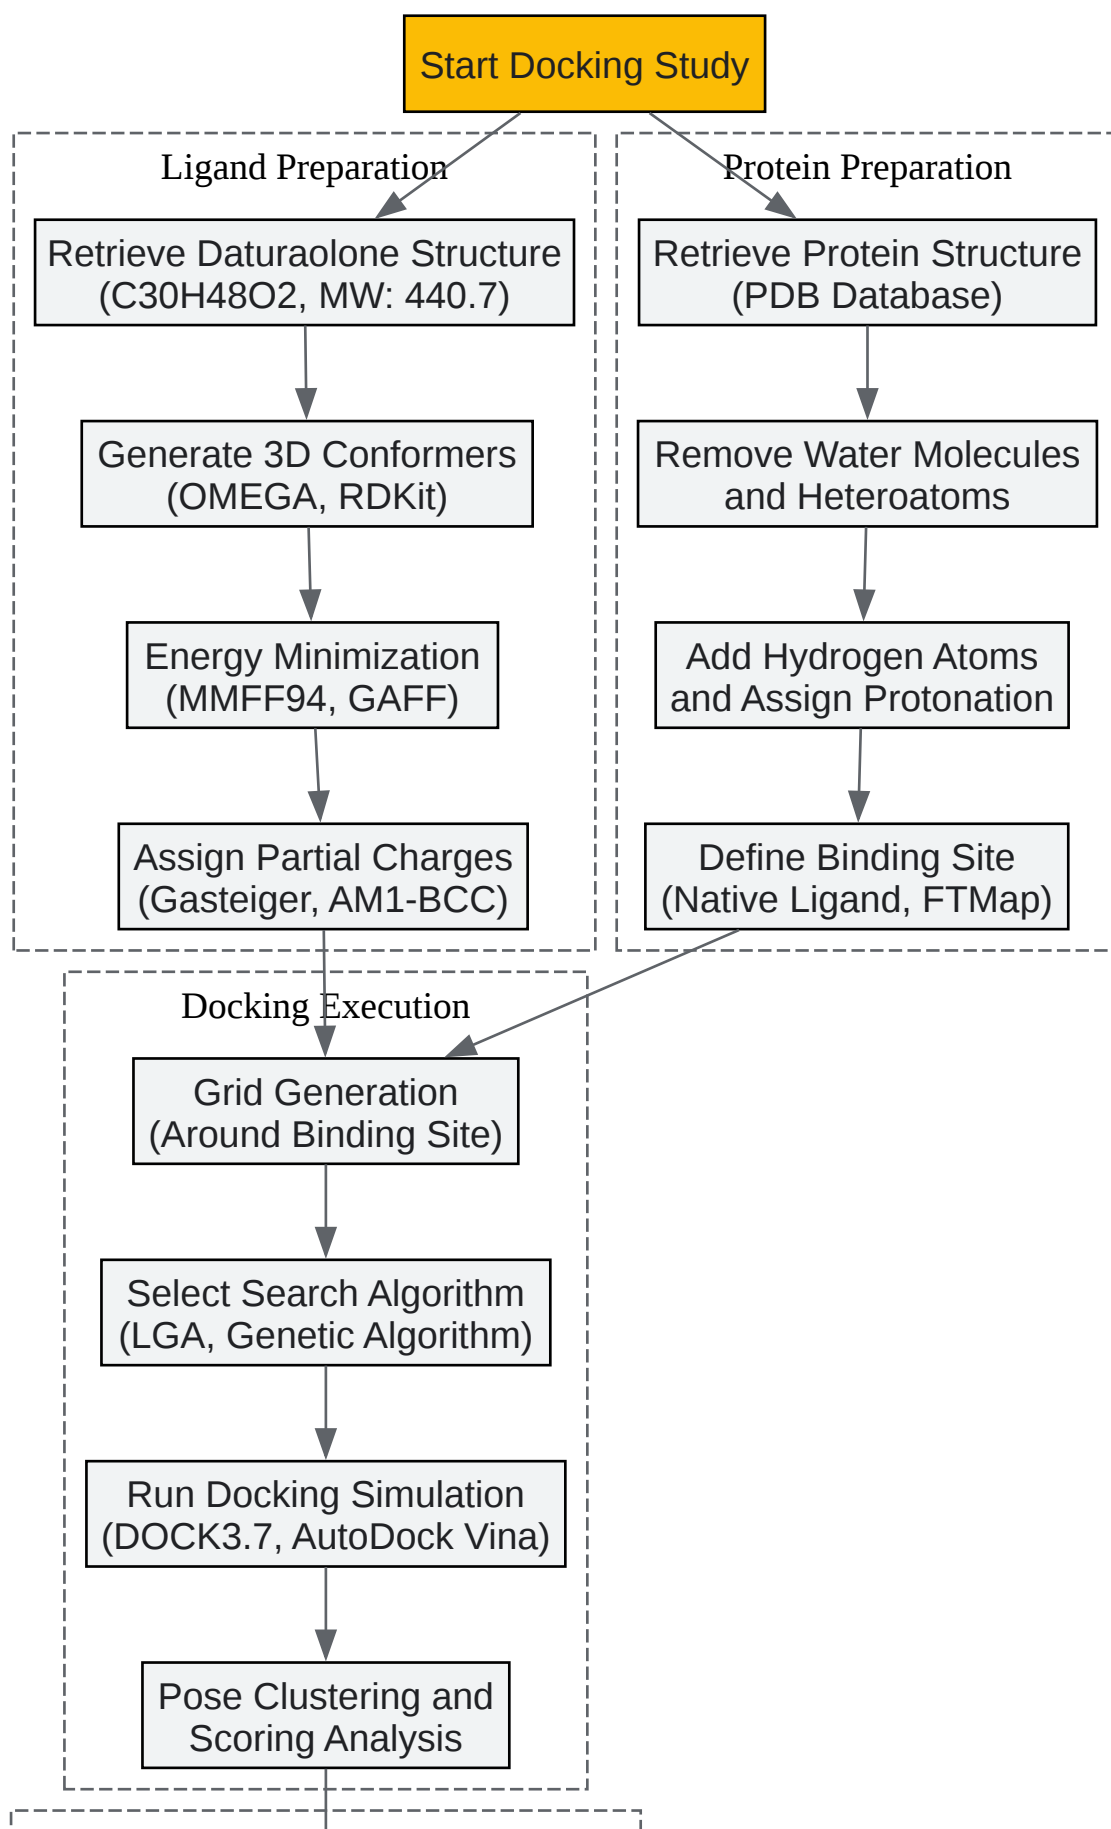 Start Docking Study
Ligand Preparation
Retrieve Daturaolone Structure
(C30H48O2, MW: 440.7)
Generate 3D Conformers
(OMEGA, RDKit)
Energy Minimization
(MMFF94, GAFF)
Assign Partial Charges
(Gasteiger, AM1-BCC)
Protein Preparation
Retrieve Protein Structure
(PDB Database)
Remove Water Molecules
and Heteroatoms
Add Hydrogen Atoms
and Assign Protonation
Define Binding Site
(Native Ligand, FTMap)
Docking Execution
Grid Generation
(Around Binding Site)
Select Search Algorithm
(LGA, Genetic Algorithm)
Run Docking Simulation
(DOCK3.7, AutoDock Vina)
Pose Clustering and
Scoring Analysis